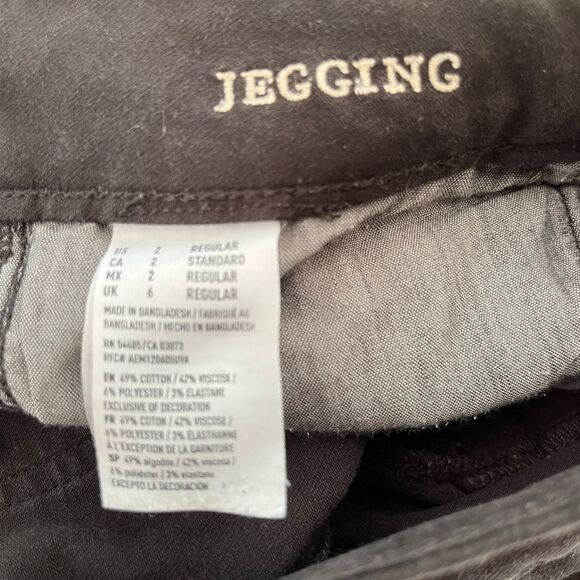 JEGGING
US 2 REGULAR
CA 2 STANDARD
MX 2 REGULAR
UK 6 REGULAR
MADE IN BANGLADESH / FABRIQUÉ AU
BANGLADESH / HECHO EN BANGLADESH
RN 54485/CA 03073
RFC# AEM120605U9A
EN 49% COTTON / 42% VISCOSE /
6% POLYESTER / 3% ELASTANE
EXCLUSIVE OF DECORATION
FR 49% COTON / 42% VISCOSE /
6% POLYESTER / 3% ÉLASTHANNE
À L'EXCEPTION DE LA GARNITURE
SP 49% algodón / 42% viscosa /
6% poliéster / 3% elastano
EXCEPTO LA DECORACIÓN